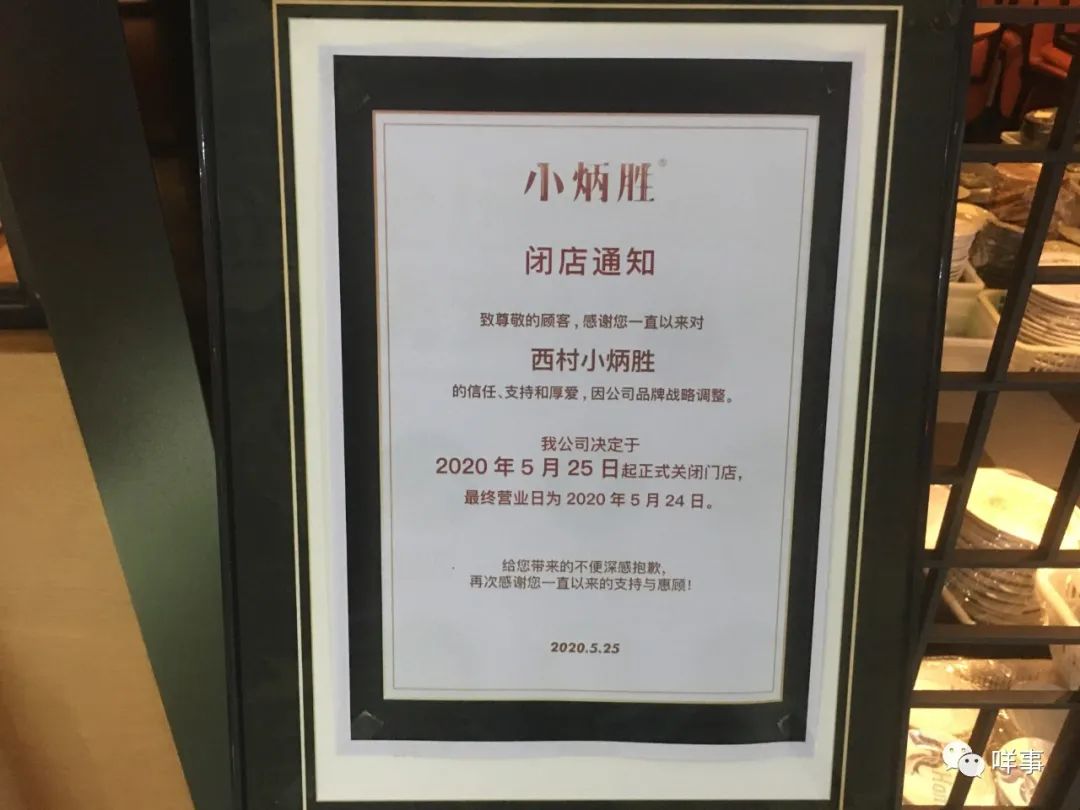 小炳胜®
闭店通知
致尊敬的顾客，感谢您一直以来对
西村小炳胜
的信任、支持和厚爱，因公司品牌战略调整。
我公司决定于
2020 年 5 月 25 日起正式关闭门店，
最终营业日为 2020 年 5 月 24 日。
给您带来的不便深感抱歉，
再次感谢您一直以来的支持与惠顾！
2020.5.25
咩事